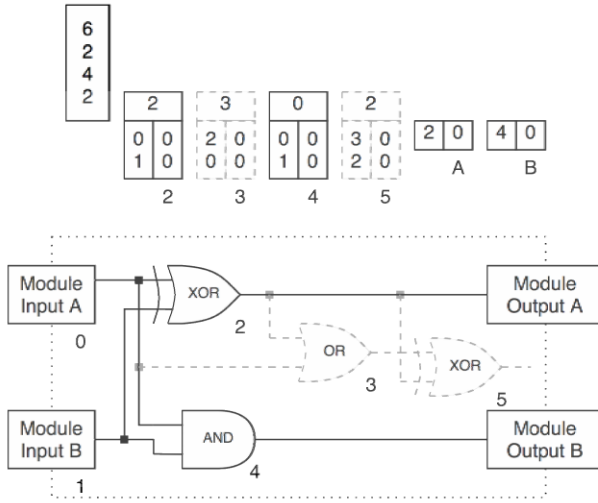 6
2
4
2
2 3 0 2
0 0 2 0 0 0 3 0 2 0 4 0
1 0 0 0 1 0 2 0 A B
2 3 4 5
Module Input A
XOR
Module Output A
0
2
OR
XOR
3
5
Module Input B
AND
Module Output B
4
1